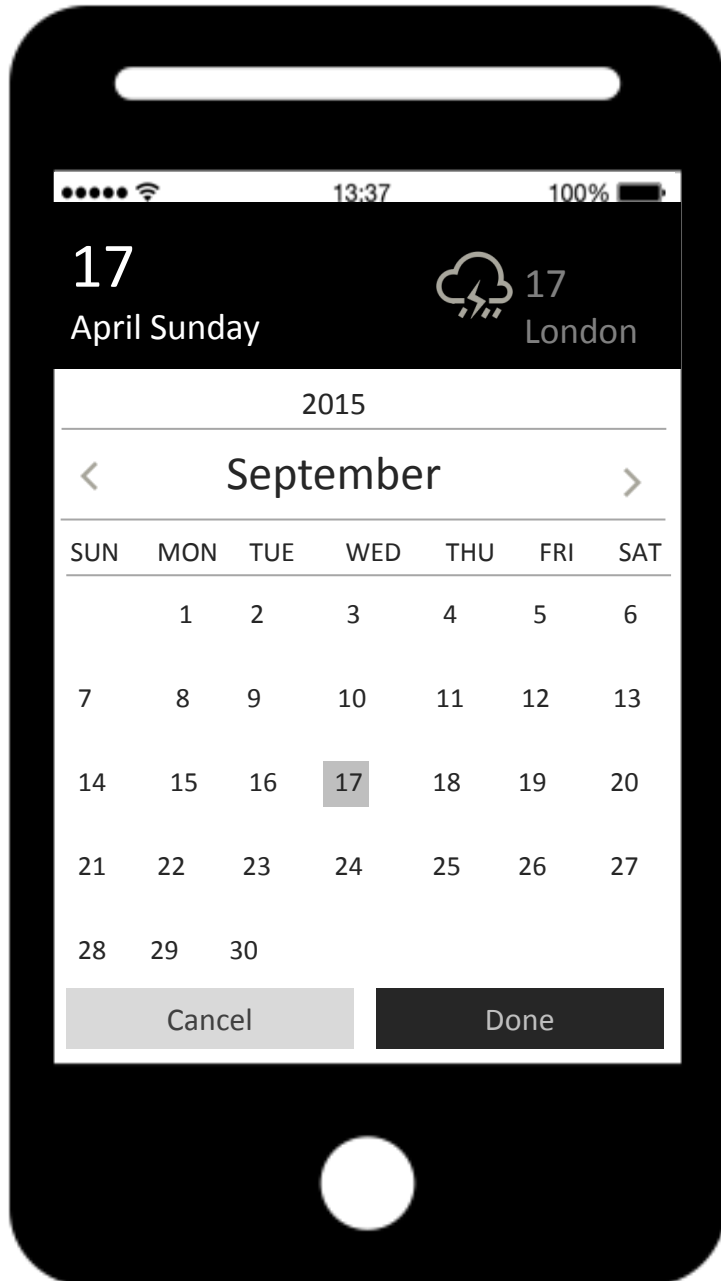 13:37 100%
17
April Sunday
17
London
2015
September
SUN MON TUE WED THU FRI SAT
1 2 3 4 5 6
7 8 9 10 11 12 13
14 15 16 17 18 19 20
21 22 23 24 25 26 27
28 29 30
Cancel Done